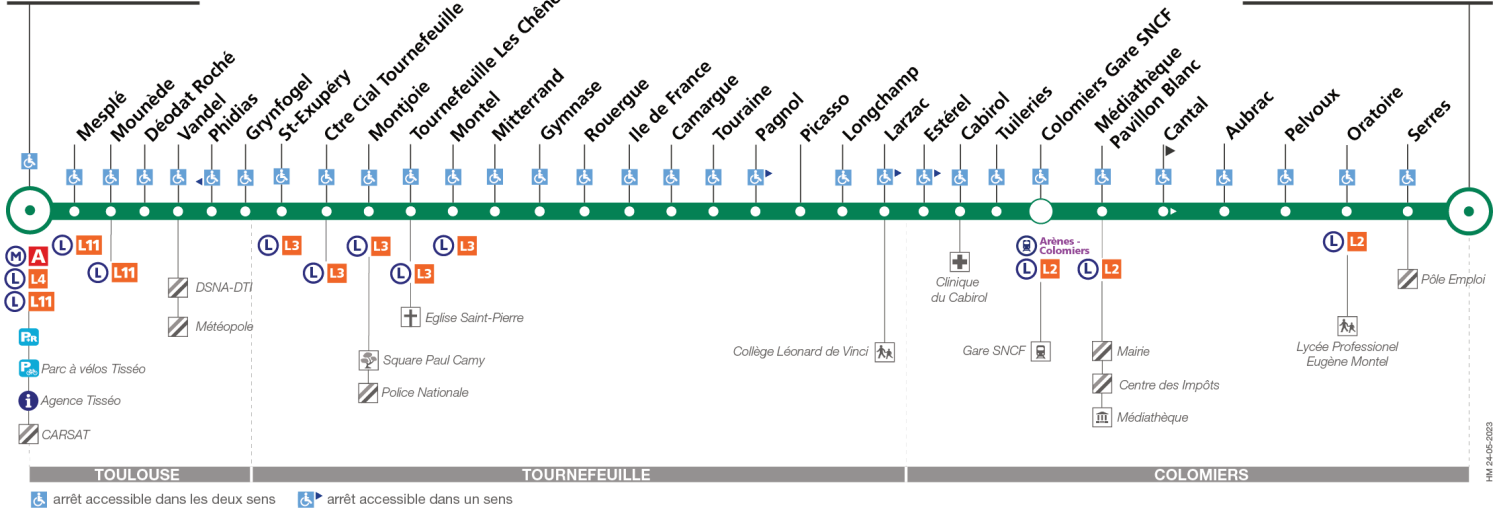 Mesplé
Mounède
Déodat Roché
Vandel
Phidias
Grynfogel
St-Exupéry
Ctre Cial Tournefeuille
Montjoie
Tournefeuille Les
Montel
Mitterrand
Gymnase
Rouergue
Ile de France
Camargue
Touraine
Pagnol
Picasso
Longchamp
Larzac
Estérel
Cabirol
Tuileries
Colomiers Gare SNCF
Médiathèque
Pavillon Blanc
Cantal
Aubrac
Pelvoux
Oratoire
Serres
M A
L L4
L L11
L L11
L L11
L L3
L L3
L L3
L L3
L L3
Arènes -
Colomiers
L L2
L L2
L L2
P+R
P
Parc à vélos Tisséo
i Agence Tisséo
CARSAT
DSNA-DTI
Météopole
Square Paul Camy
Police Nationale
Eglise Saint-Pierre
Collège Léonard de Vinci
Clinique
du Cabirol
Gare SNCF
Mairie
Centre des Impôts
Médiathèque
Lycée Professionel
Eugène Montel
Pôle Emploi
TOULOUSE
TOURNEFEUILLE
COLOMIERS
arrêt accessible dans les deux sens
arrêt accessible dans un sens
HM 24-05-2023